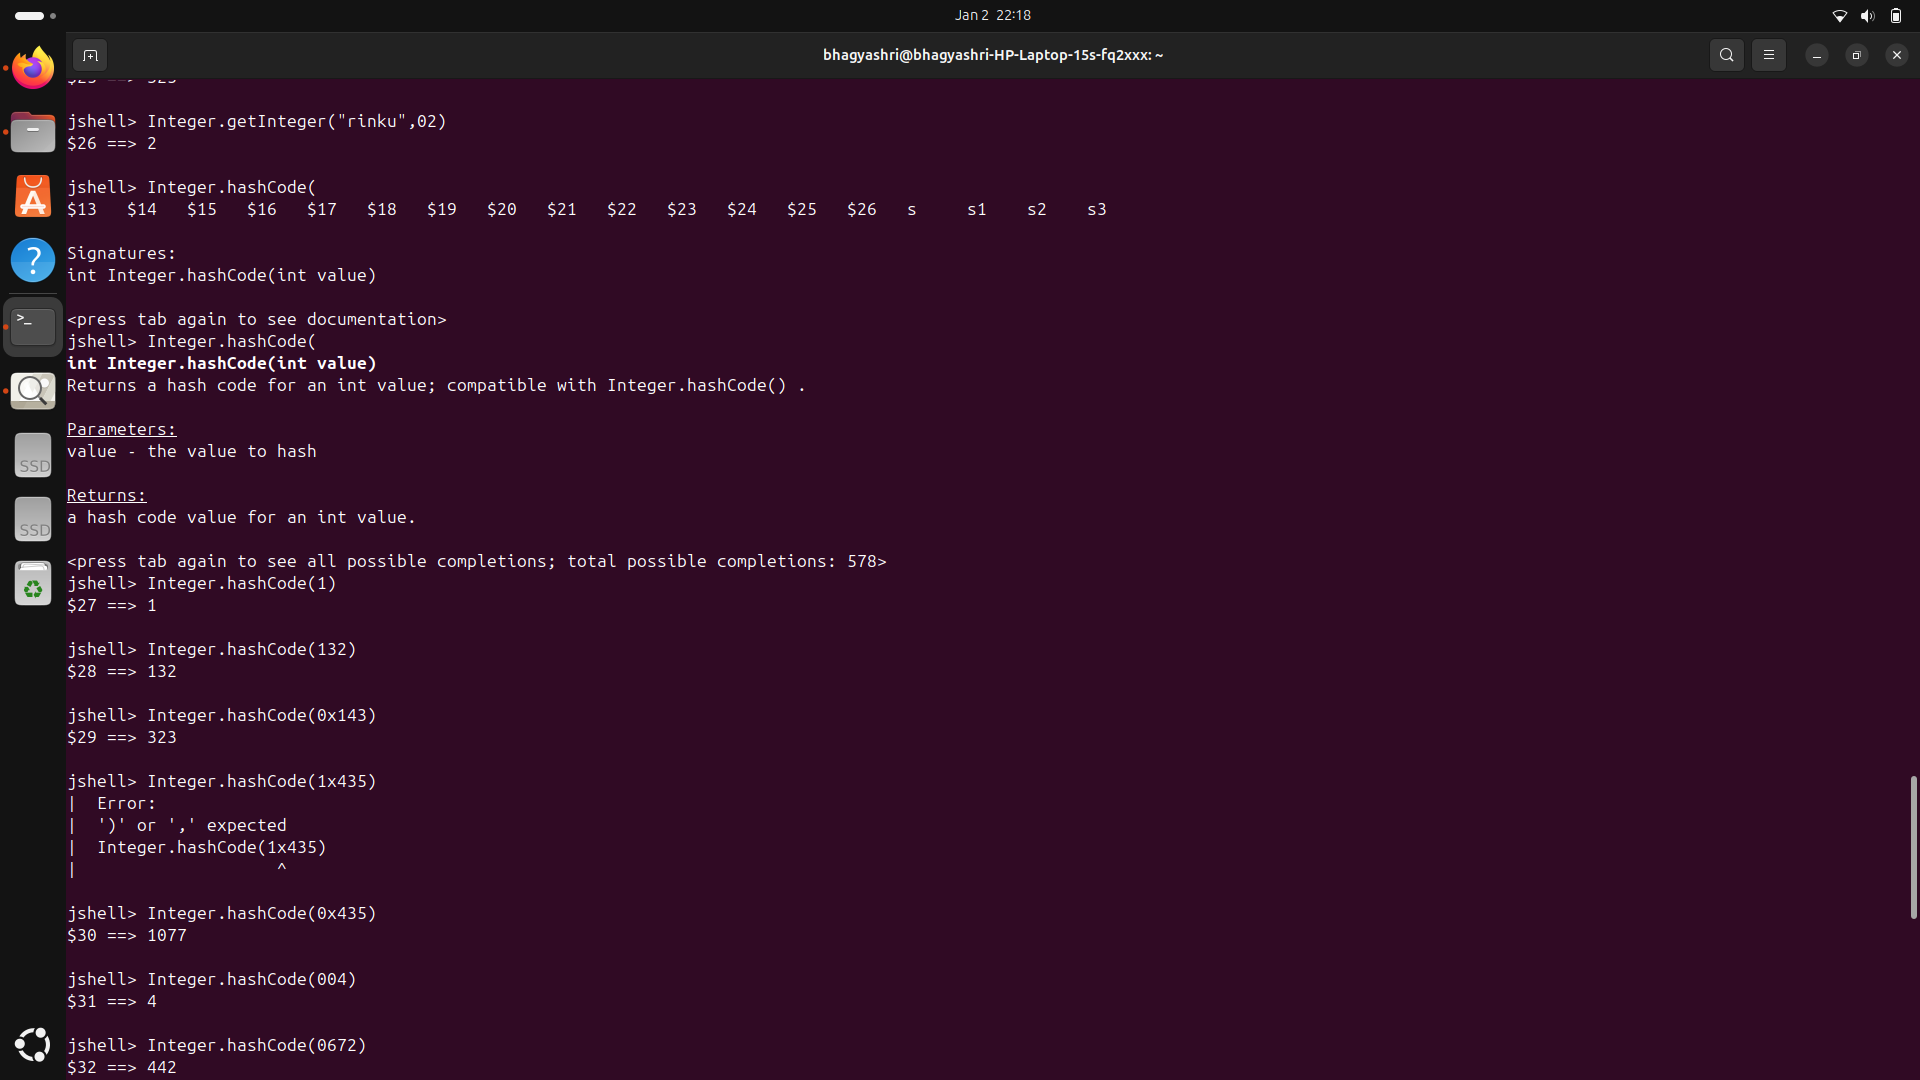 Jan 2 22:18
bhagyashri@bhagyashri-HP-Laptop-15s-fq2xxx: ~
$25 ==> 323
jshell> Integer.getInteger("rinku",02)
$26 ==> 2
jshell> Integer.hashCode(
$13 $14 $15 $16 $17 $18 $19 $20 $21 $22 $23 $24 $25 $26 s s1 s2 s3
Signatures:
int Integer.hashCode(int value)
<press tab again to see documentation>
jshell> Integer.hashCode(
int Integer.hashCode(int value)
Returns a hash code for an int value; compatible with Integer.hashCode() .
Parameters:
value - the value to hash
Returns:
a hash code value for an int value.
<press tab again to see all possible completions; total possible completions: 578>
jshell> Integer.hashCode(1)
$27 ==> 1
jshell> Integer.hashCode(132)
$28 ==> 132
jshell> Integer.hashCode(0x143)
$29 ==> 323
jshell> Integer.hashCode(1x435)
| Error:
| ')' or ',' expected
| Integer.hashCode(1x435)
| ^
jshell> Integer.hashCode(0x435)
$30 ==> 1077
jshell> Integer.hashCode(004)
$31 ==> 4
jshell> Integer.hashCode(0672)
$32 ==> 442
>_
SSD
SSD